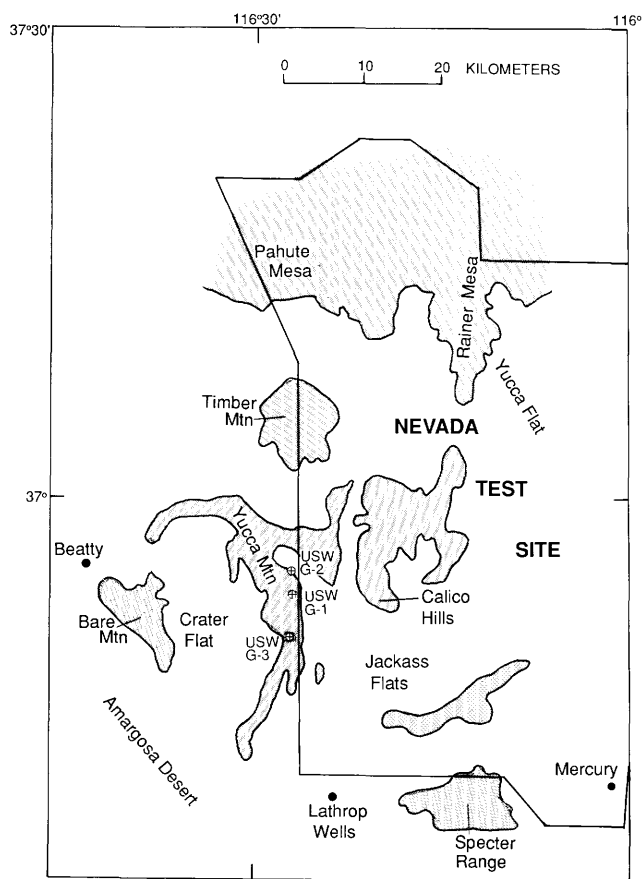 116°30'
116°
37°30'
0 10 20 KILOMETERS
Pahute
Mesa
Rainer Mesa
Yucca Flat
Timber
Mtn
NEVADA
TEST
SITE
37°
Beatty
Yucca Mtn
USW
G-2
USW
G-1
USW
G-3
Bare
Mtn
Crater
Flat
Calico
Hills
Jackass
Flats
Amargosa Desert
Lathrop
Wells
Mercury
Specter
Range